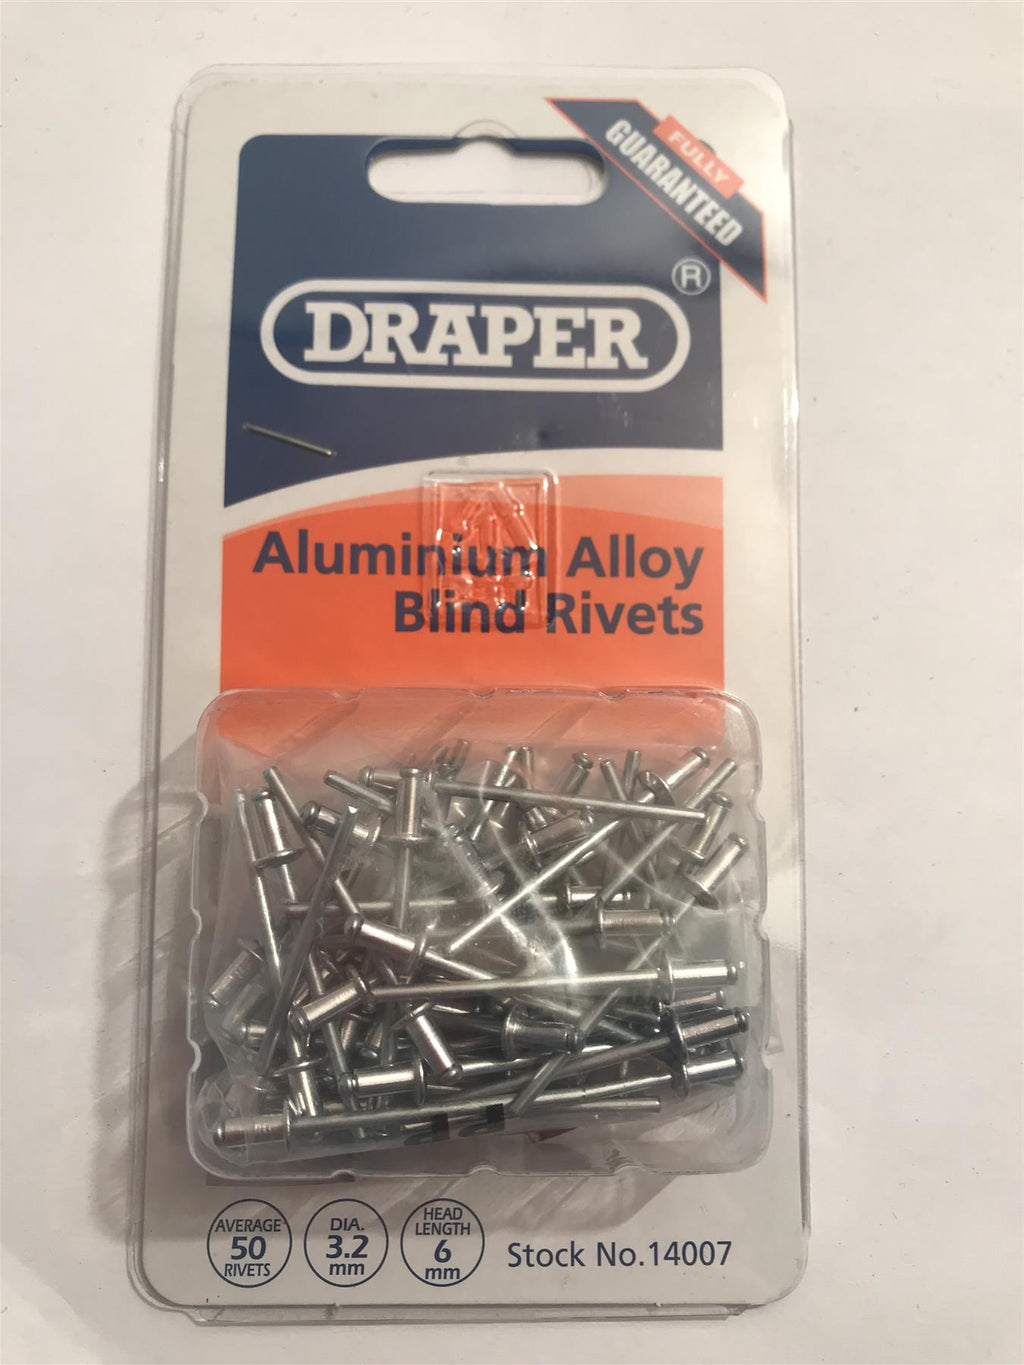 FULLY
GUARANTEED
®
DRAPER
Aluminium Alloy
Blind Rivets
AVERAGE
50
RIVETS
DIA.
3.2
mm
HEAD
LENGTH
6
mm
Stock No.14007